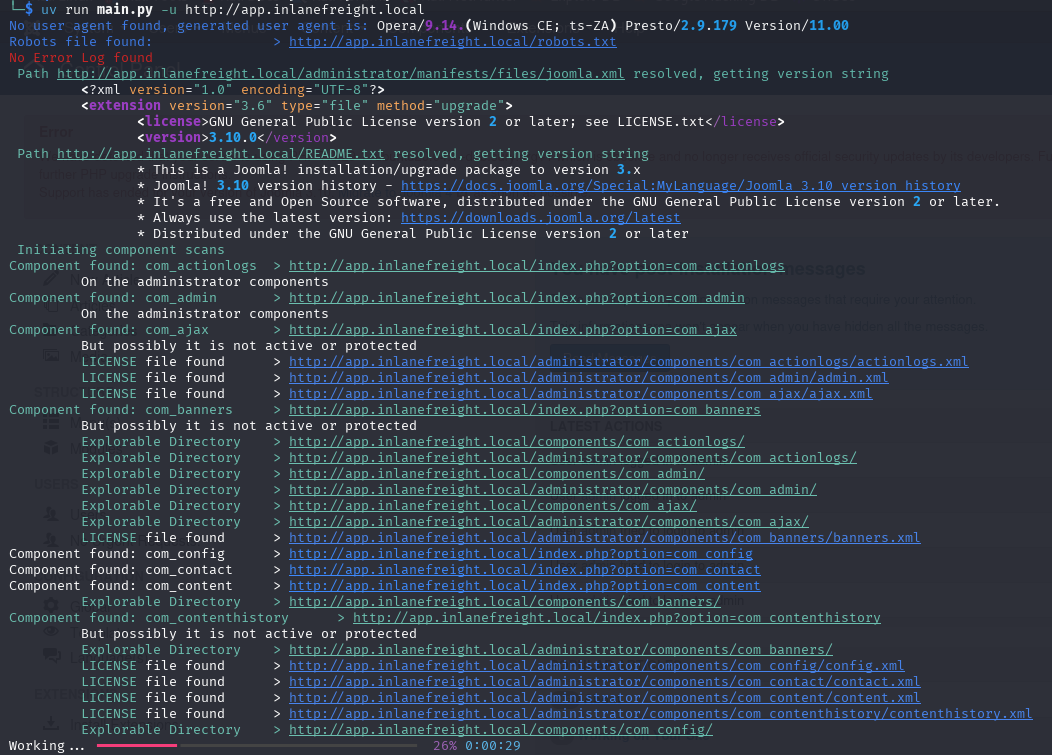 └─$ uv run main.py -u http://app.inlanefreight.local
No user agent found, generated user agent is: Opera/9.14.(Windows CE; ts-ZA) Presto/2.9.179 Version/11.00
Robots file found: > http://app.inlanefreight.local/robots.txt
No Error Log found
Path http://app.inlanefreight.local/administrator/manifests/files/joomla.xml resolved, getting version string
<?xml version="1.0" encoding="UTF-8"?>
<extension version="3.6" type="file" method="upgrade">
<license>GNU General Public License version 2 or later; see LICENSE.txt</license>
<version>3.10.0</version>
Path http://app.inlanefreight.local/README.txt resolved, getting version string
* This is a Joomla! installation/upgrade package to version 3.x
* Joomla! 3.10 version history - https://docs.joomla.org/Special:MyLanguage/Joomla_3.10_version_history
* It's a free and Open Source software, distributed under the GNU General Public License version 2 or later.
* Always use the latest version: https://downloads.joomla.org/latest
* Distributed under the GNU General Public License version 2 or later
Initiating component scans
Component found: com_actionlogs > http://app.inlanefreight.local/index.php?option=com_actionlogs
On the administrator components
Component found: com_admin > http://app.inlanefreight.local/index.php?option=com_admin
On the administrator components
Component found: com_ajax > http://app.inlanefreight.local/index.php?option=com_ajax
But possibly it is not active or protected
LICENSE file found > http://app.inlanefreight.local/administrator/components/com_actionlogs/actionlogs.xml
LICENSE file found > http://app.inlanefreight.local/administrator/components/com_admin/admin.xml
LICENSE file found > http://app.inlanefreight.local/administrator/components/com_ajax/ajax.xml
Component found: com_banners > http://app.inlanefreight.local/index.php?option=com_banners
But possibly it is not active or protected
Explorable Directory > http://app.inlanefreight.local/components/com_actionlogs/
Explorable Directory > http://app.inlanefreight.local/administrator/components/com_actionlogs/
Explorable Directory > http://app.inlanefreight.local/components/com_admin/
Explorable Directory > http://app.inlanefreight.local/administrator/components/com_admin/
Explorable Directory > http://app.inlanefreight.local/components/com_ajax/
Explorable Directory > http://app.inlanefreight.local/administrator/components/com_ajax/
LICENSE file found > http://app.inlanefreight.local/administrator/components/com_banners/banners.xml
Component found: com_config > http://app.inlanefreight.local/index.php?option=com_config
Component found: com_contact > http://app.inlanefreight.local/index.php?option=com_contact
Component found: com_content > http://app.inlanefreight.local/index.php?option=com_content
Explorable Directory > http://app.inlanefreight.local/components/com_banners/
Component found: com_contenthistory > http://app.inlanefreight.local/index.php?option=com_contenthistory
But possibly it is not active or protected
Explorable Directory > http://app.inlanefreight.local/administrator/components/com_banners/
LICENSE file found > http://app.inlanefreight.local/administrator/components/com_config/config.xml
LICENSE file found > http://app.inlanefreight.local/administrator/components/com_contact/contact.xml
LICENSE file found > http://app.inlanefreight.local/administrator/components/com_content/content.xml
LICENSE file found > http://app.inlanefreight.local/administrator/components/com_contenthistory/contenthistory.xml
Explorable Directory > http://app.inlanefreight.local/components/com_config/
Working... 26% 0:00:29